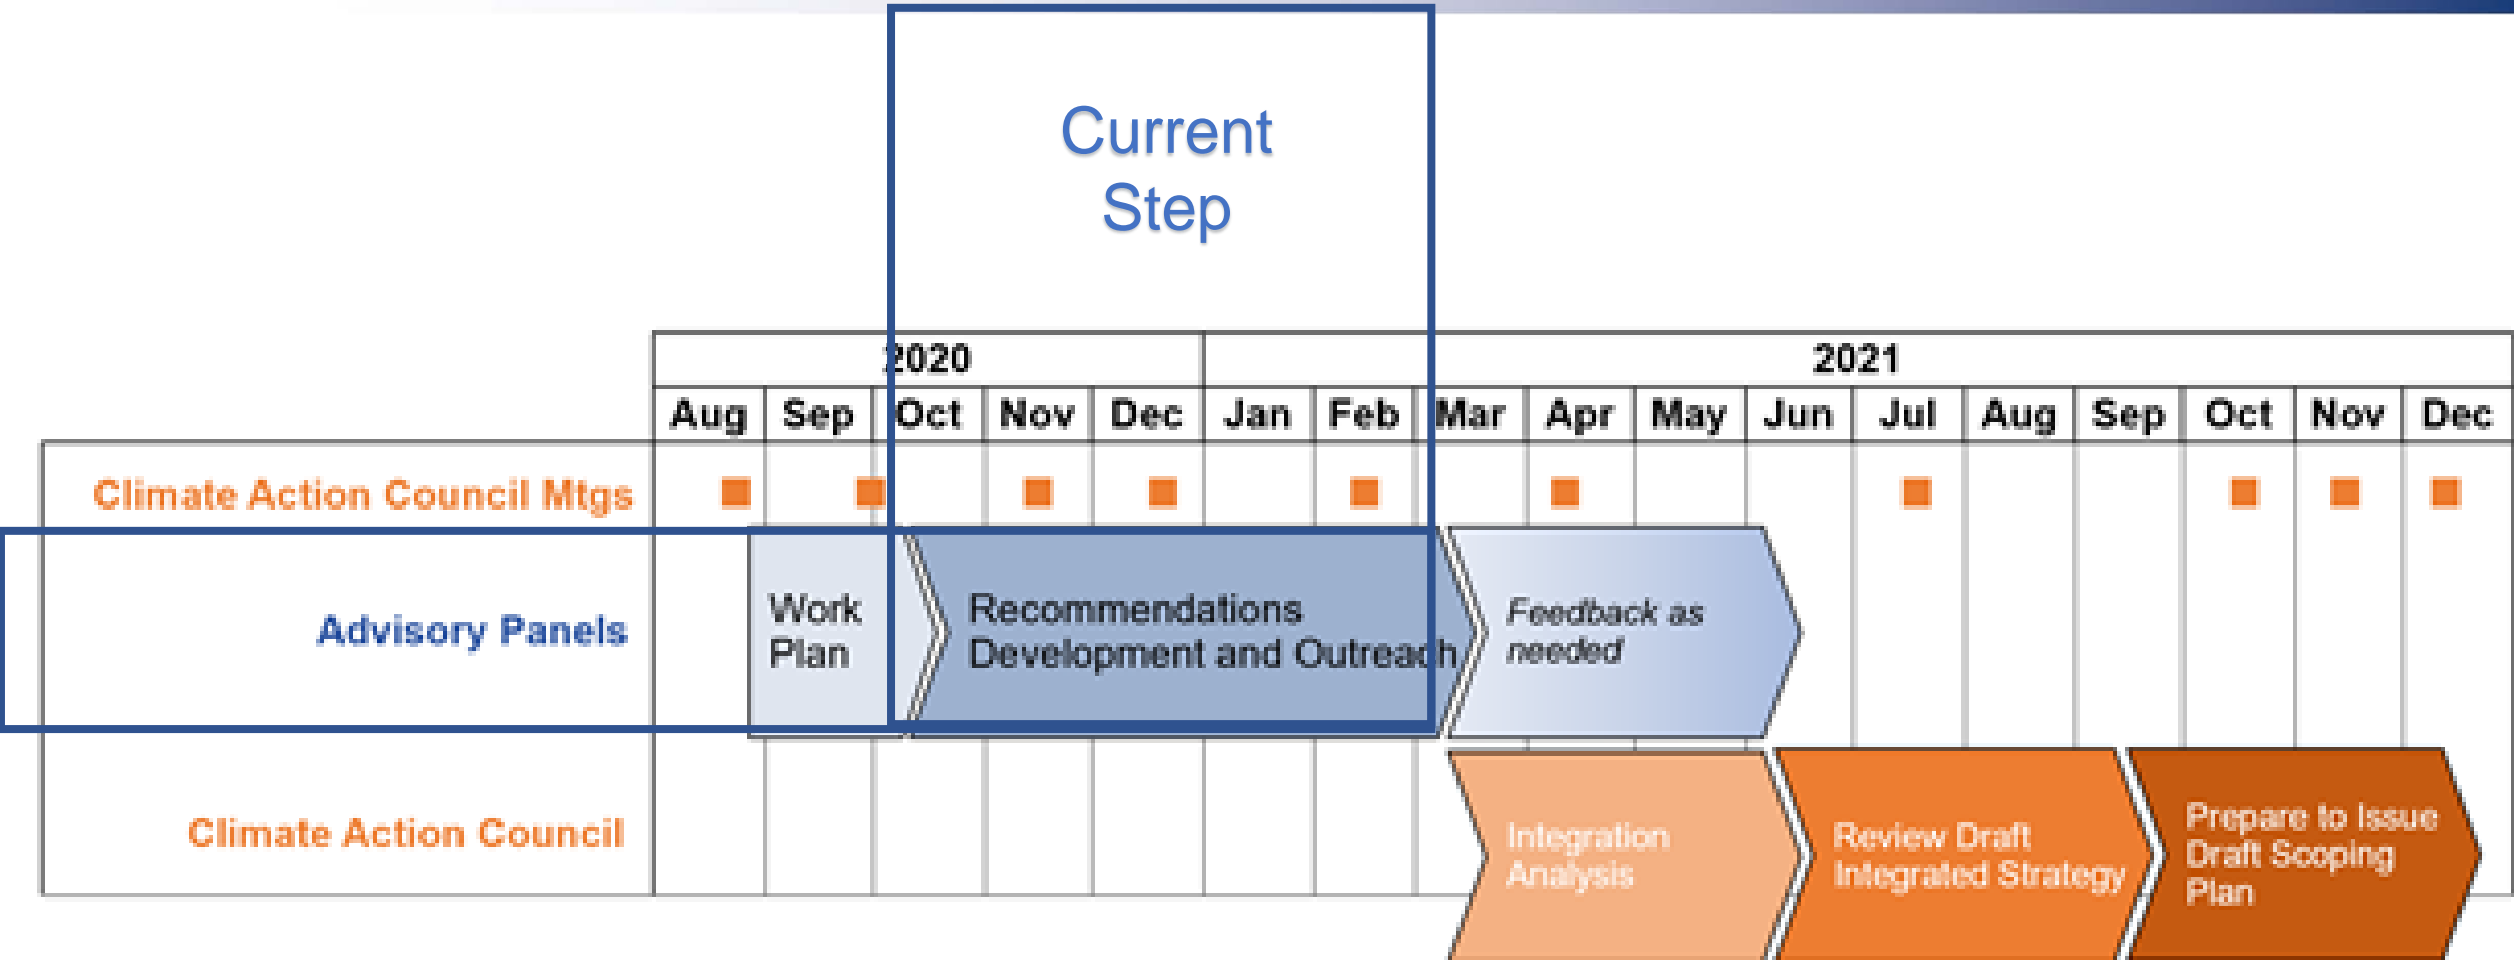 Current
Step
2020 2021
Aug Sep Oct Nov Dec Jan Feb Mar Apr May Jun Jul Aug Sep Oct Nov Dec
Climate Action Council Mtgs
Advisory Panels
Work
Plan
Recommendations
Development and Outreach
Feedback as
needed
Climate Action Council
Integration
Analysis
Review Draft
Integrated Strategy
Prepare to Issue
Draft Scoping
Plan